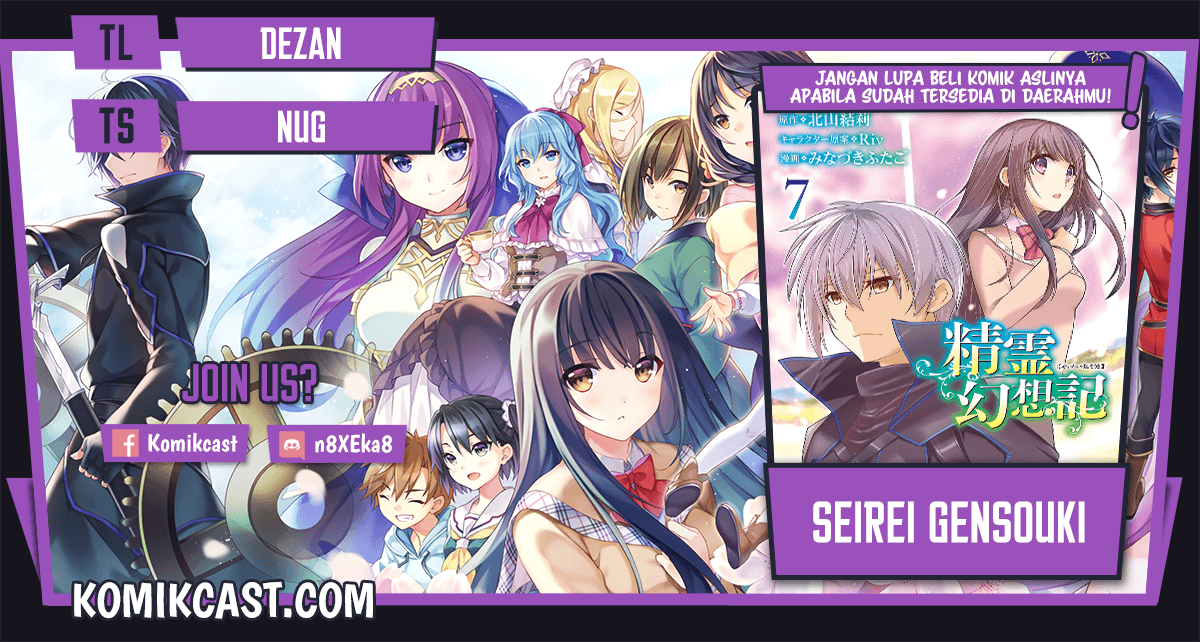 TL
DEZAN
TS
NUG
JANGAN LUPA BELI KOMIK ASLINYA
APABILA SUDAH TERSEDIA DI DAERAHMU!
原作❖北山結莉
キャラクター原案❖Riv
漫画❖みなづきふたご
7
精霊
幻想記
JOIN US?
Komikcast
n8XEka8
SEIREI GENSOUKI
KOMIKCAST.COM